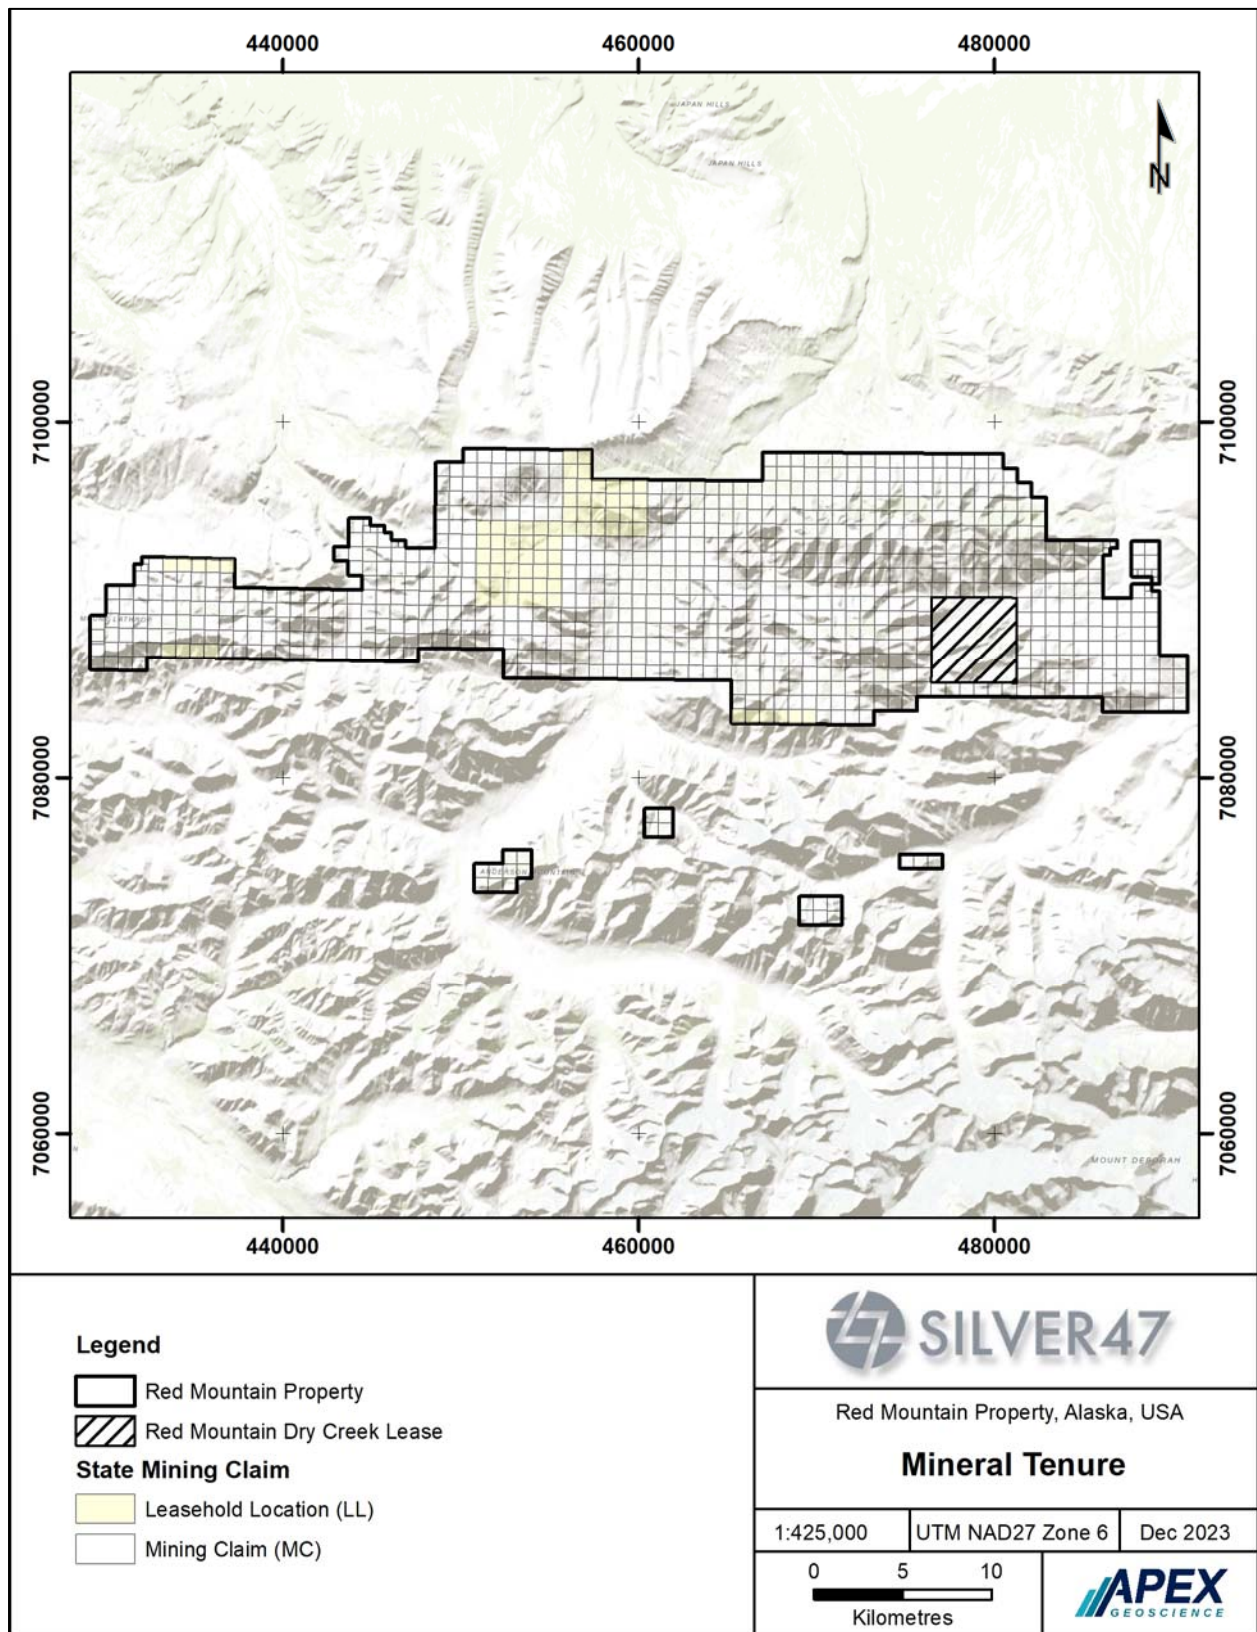 440000 460000 480000
JAPAN HILLS
JAPAN HILLS
N
7100000 7100000
ANDERSON MOUNTAIN
7080000 7080000
7060000 7060000
MOUNT DEBORAH
440000 460000 480000
Legend
Red Mountain Property
Red Mountain Dry Creek Lease
State Mining Claim
Leasehold Location (LL)
Mining Claim (MC)
SILVER47
Red Mountain Property, Alaska, USA
Mineral Tenure
1:425,000 UTM NAD27 Zone 6 Dec 2023
0 5 10
Kilometres
APEX
GEOSCIENCE